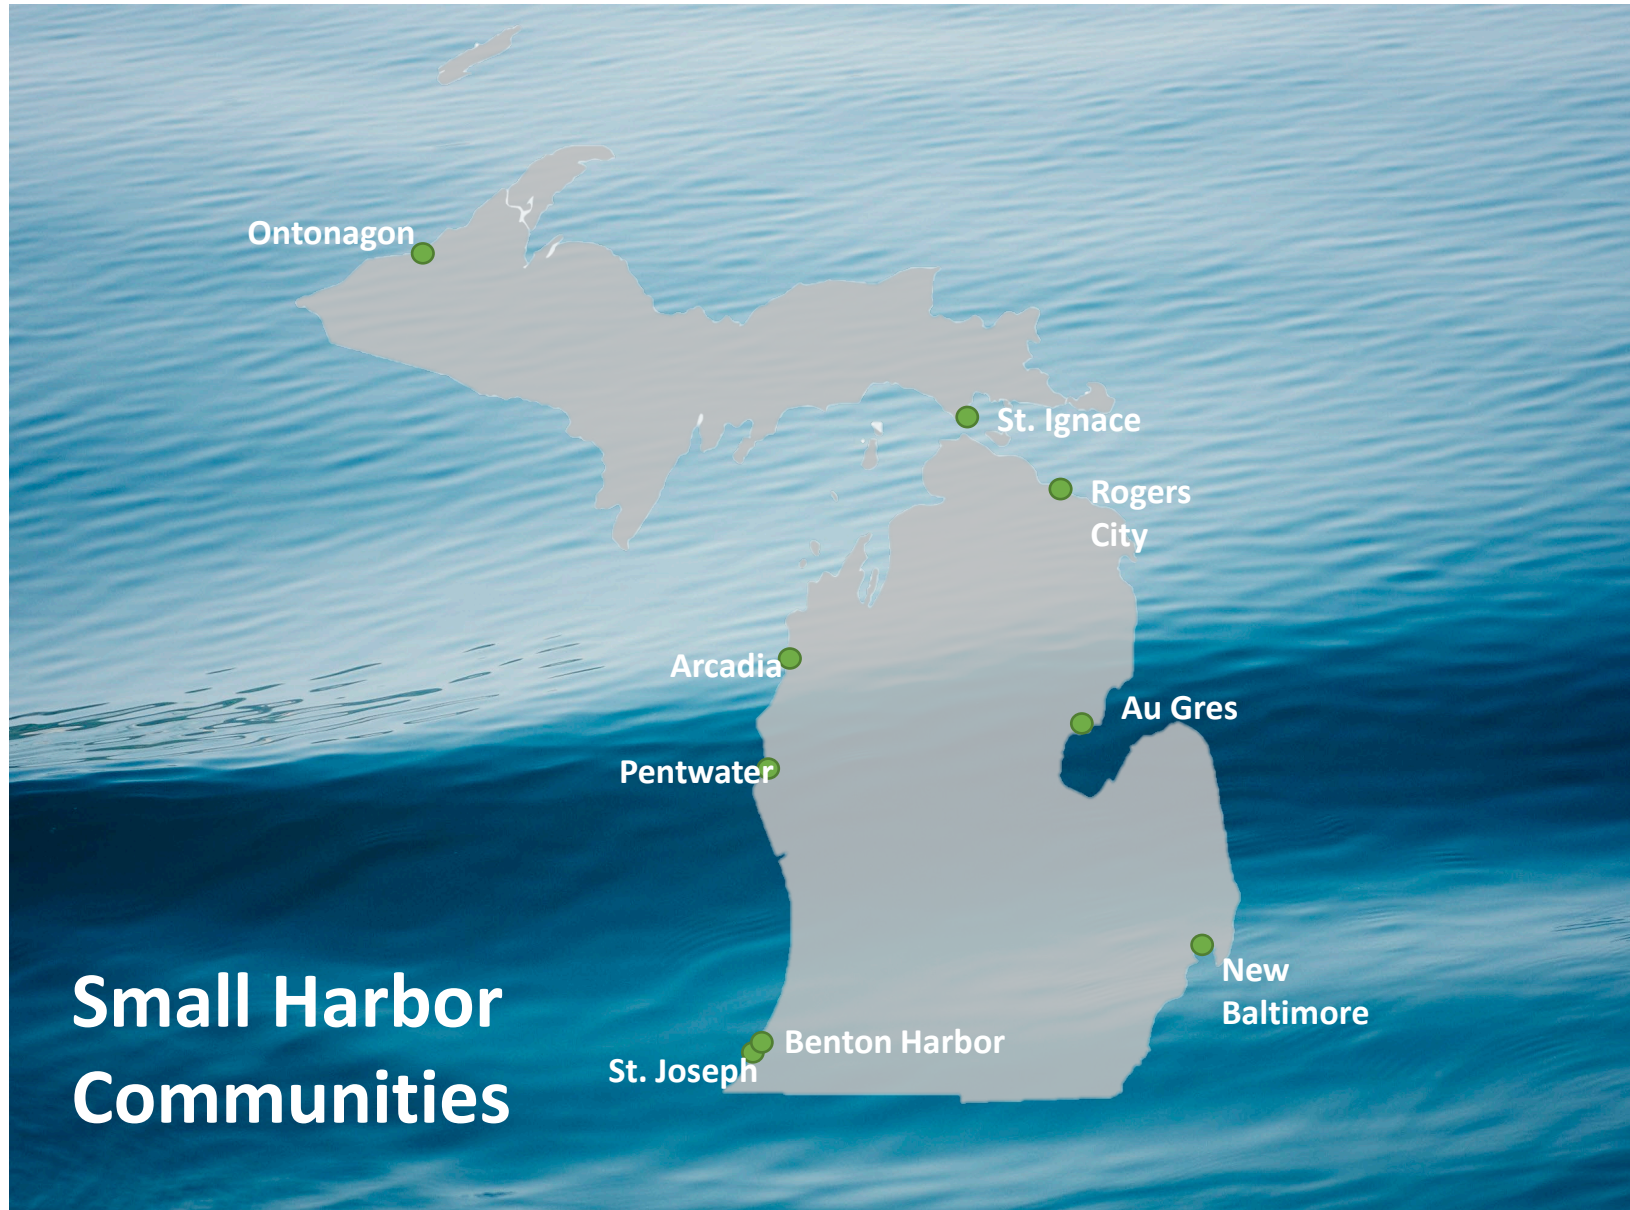 Ontonagon
St. Ignace
Rogers
City
Arcadia
Au Gres
Pentwater
New
Baltimore
Small Harbor
Communities
Benton Harbor
St. Joseph